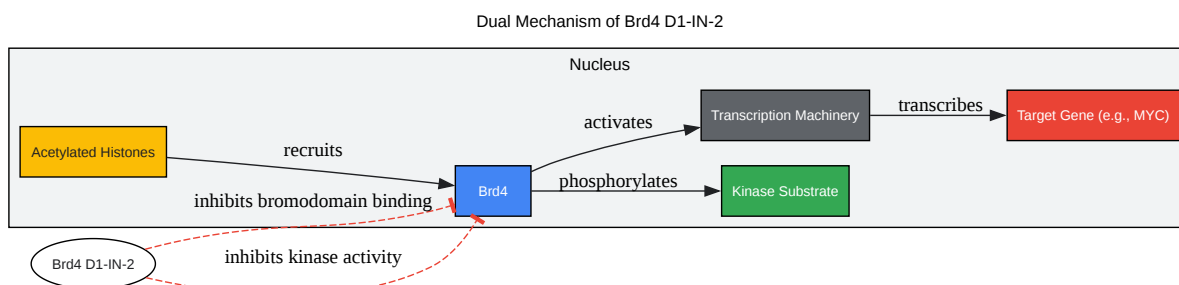 Dual Mechanism of Brd4 D1-IN-2
Nucleus
transcribes
activates
Transcription Machinery
Target Gene (e.g., MYC)
recruits
Acetylated Histones
phosphorylates
Brd4
Kinase Substrate
inhibits bromodomain binding
inhibits kinase activity
Brd4 D1-IN-2